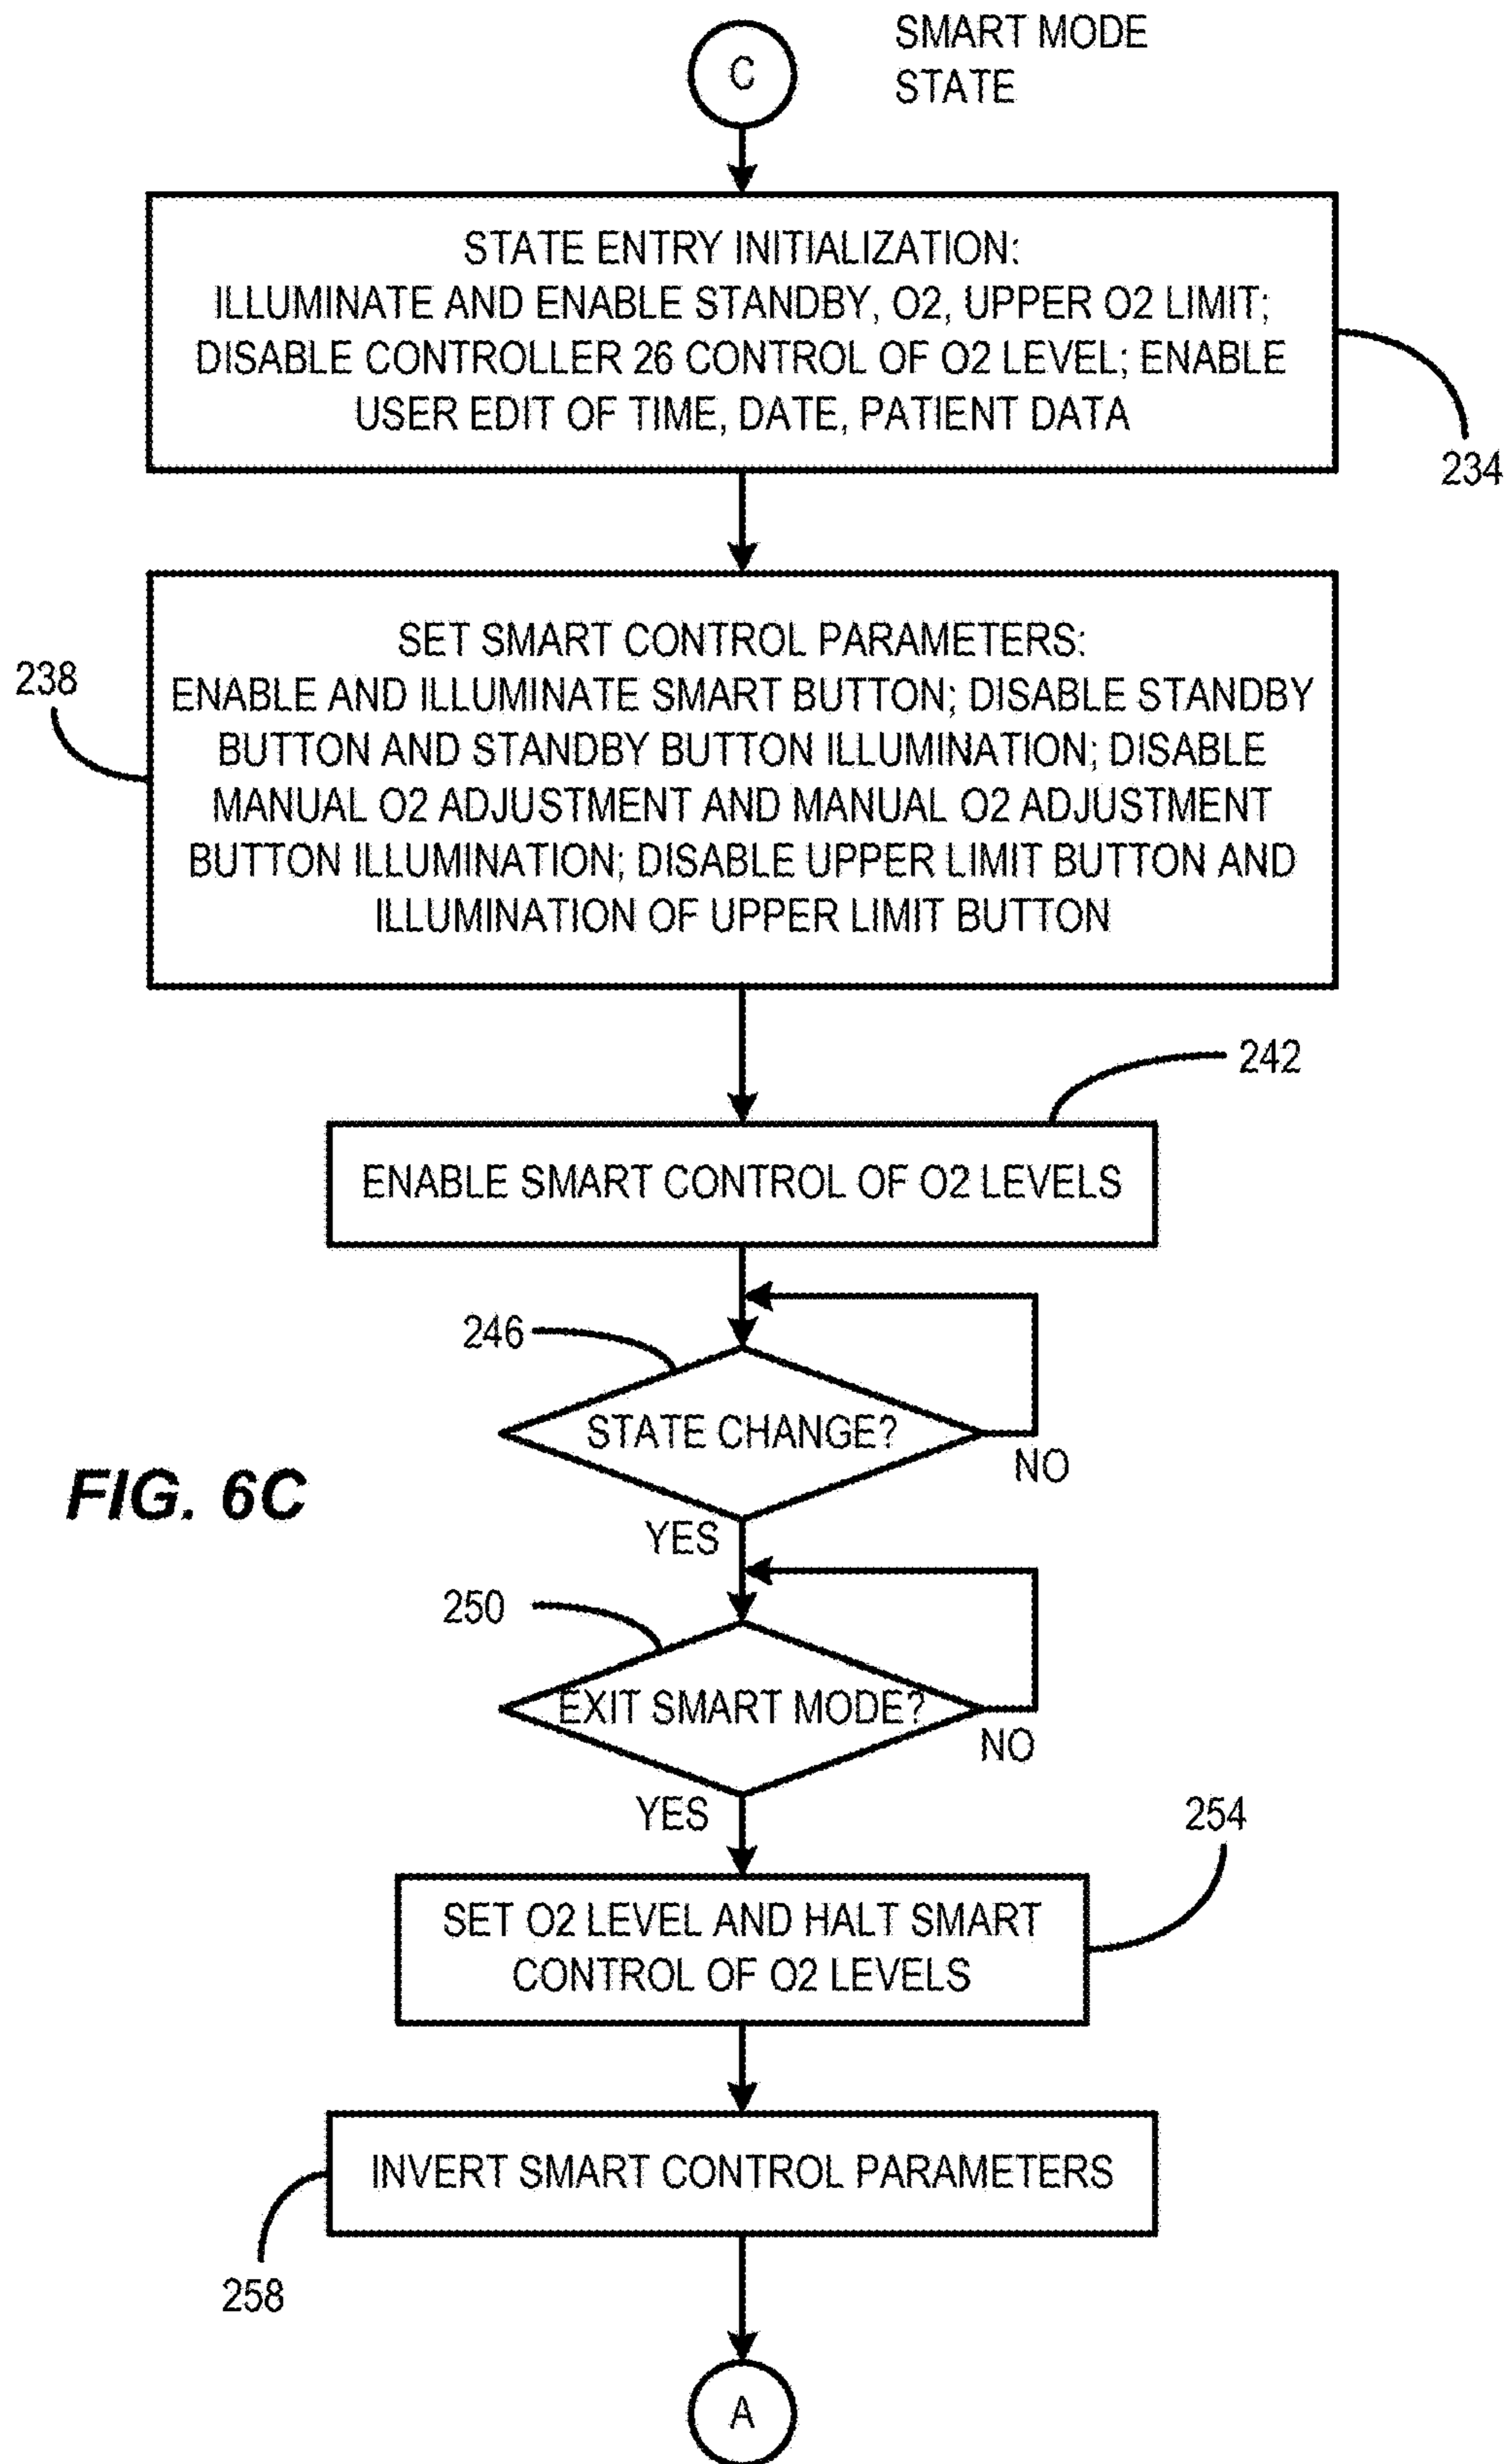 C
SMART MODE
STATE
STATE ENTRY INITIALIZATION:
ILLUMINATE AND ENABLE STANDBY, O2, UPPER O2 LIMIT;
DISABLE CONTROLLER 26 CONTROL OF O2 LEVEL; ENABLE
USER EDIT OF TIME, DATE, PATIENT DATA
234
SET SMART CONTROL PARAMETERS:
ENABLE AND ILLUMINATE SMART BUTTON; DISABLE STANDBY
BUTTON AND STANDBY BUTTON ILLUMINATION; DISABLE
MANUAL O2 ADJUSTMENT AND MANUAL O2 ADJUSTMENT
BUTTON ILLUMINATION; DISABLE UPPER LIMIT BUTTON AND
ILLUMINATION OF UPPER LIMIT BUTTON
238
242
ENABLE SMART CONTROL OF O2 LEVELS
246
STATE CHANGE?
NO
FIG. 6C
YES
250
EXIT SMART MODE?
NO
YES
254
SET O2 LEVEL AND HALT SMART
CONTROL OF O2 LEVELS
INVERT SMART CONTROL PARAMETERS
258
A